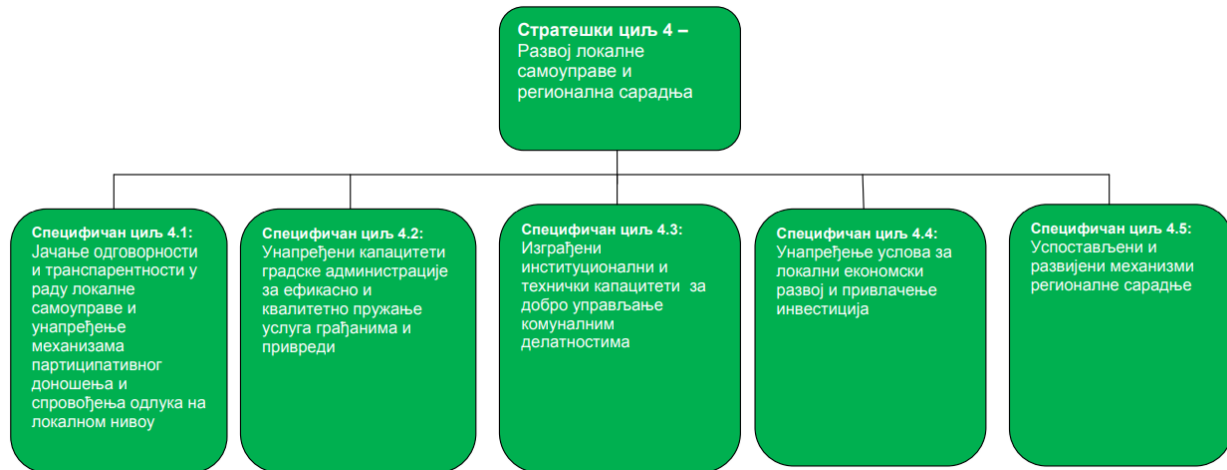 Стратешки циљ 4 –
Развој локалне
самоуправе и
регионална сарадња
Специфичан циљ 4.1:
Јачање одговорности
и транспарентности у
раду локалне
самоуправе и
унапређење
механизама
партиципативног
доношења и
спровођења одлука на
локалном нивоу
Специфичан циљ 4.2:
Унапређени капацитети
градске администрације
за ефикасно и
квалитетно пружање
услуга грађанима и
привреди
Специфичан циљ 4.3:
Изграђени
институционални и
технички капацитети за
добро управљање
комуналним
делатностима
Специфичан циљ 4.4:
Унапређење услова за
локални економски
развој и привлачење
инвестиција
Специфичан циљ 4.5:
Успостављени и
развијени механизми
регионалне сарадње